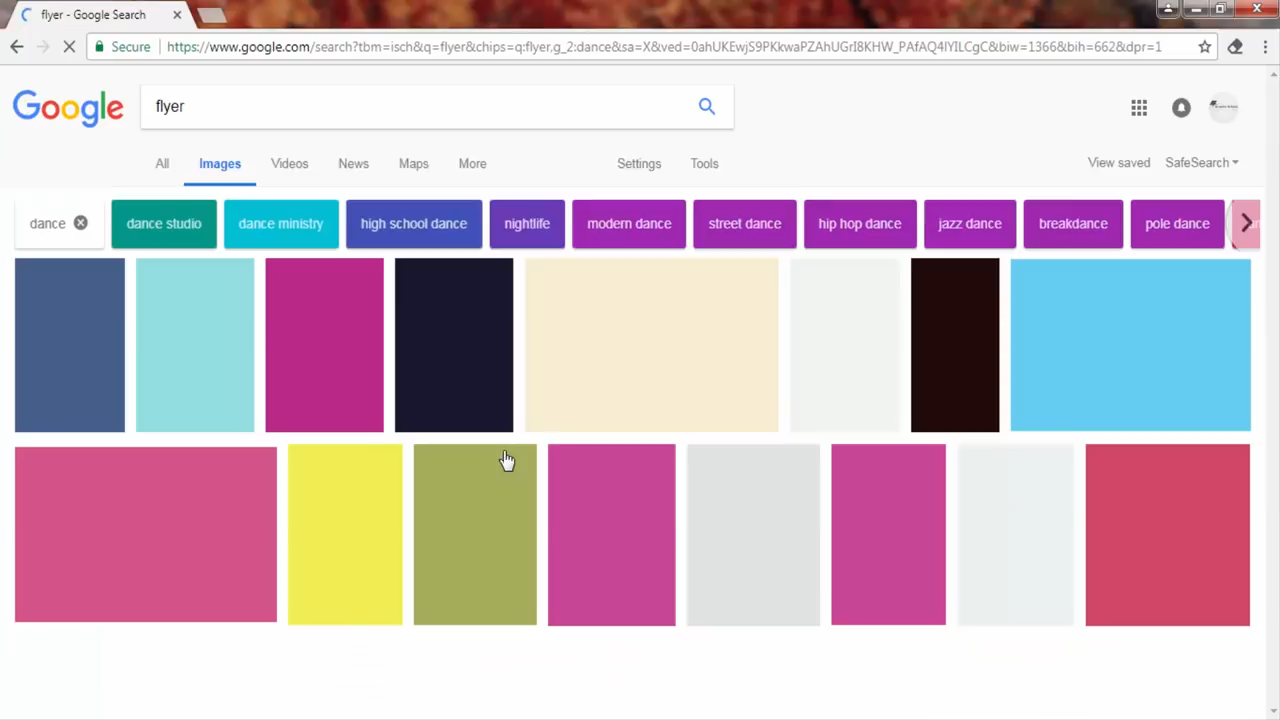 flyer - Google Search
Secure https://www.google.com/search?tbm=isch&q=flyer&chips=q:flyer,g_2:dance&sa=X&ved=0ahUKEwjS9PKkwaPZAhUGrI8KHW_PAfAQ4lYILCgC&biw=1366&bih=662&dpr=1
Google flyer
All Images Videos News Maps More Settings Tools View saved SafeSearch
dance dance studio dance ministry high school dance nightlife modern dance street dance hip hop dance jazz dance breakdance pole dance